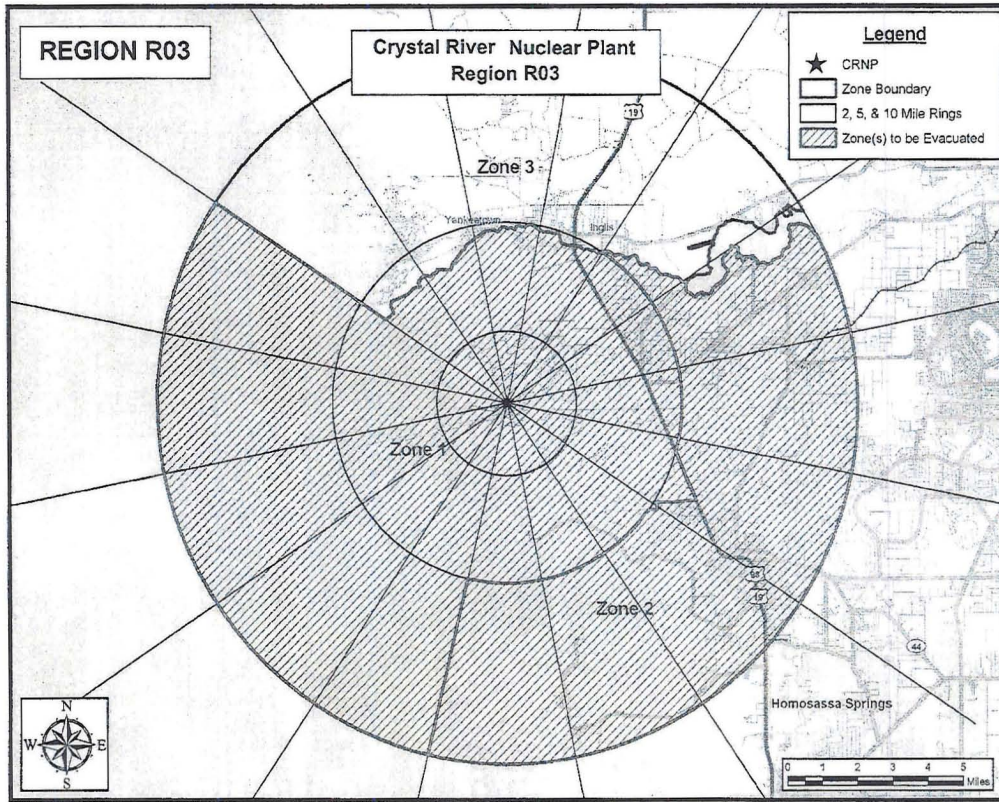 REGION R03
Crystal River Nuclear Plant
Region R03
Legend
CRNP
Zone Boundary
2, 5, & 10 Mile Rings
Zone(s) to be Evacuated
19
Zone 3
Yankeetown
Inglis
Zone 1
Zone 2
98
19
44
Homosassa Springs
N
W E
S
0 1 2 3 4 5
Miles